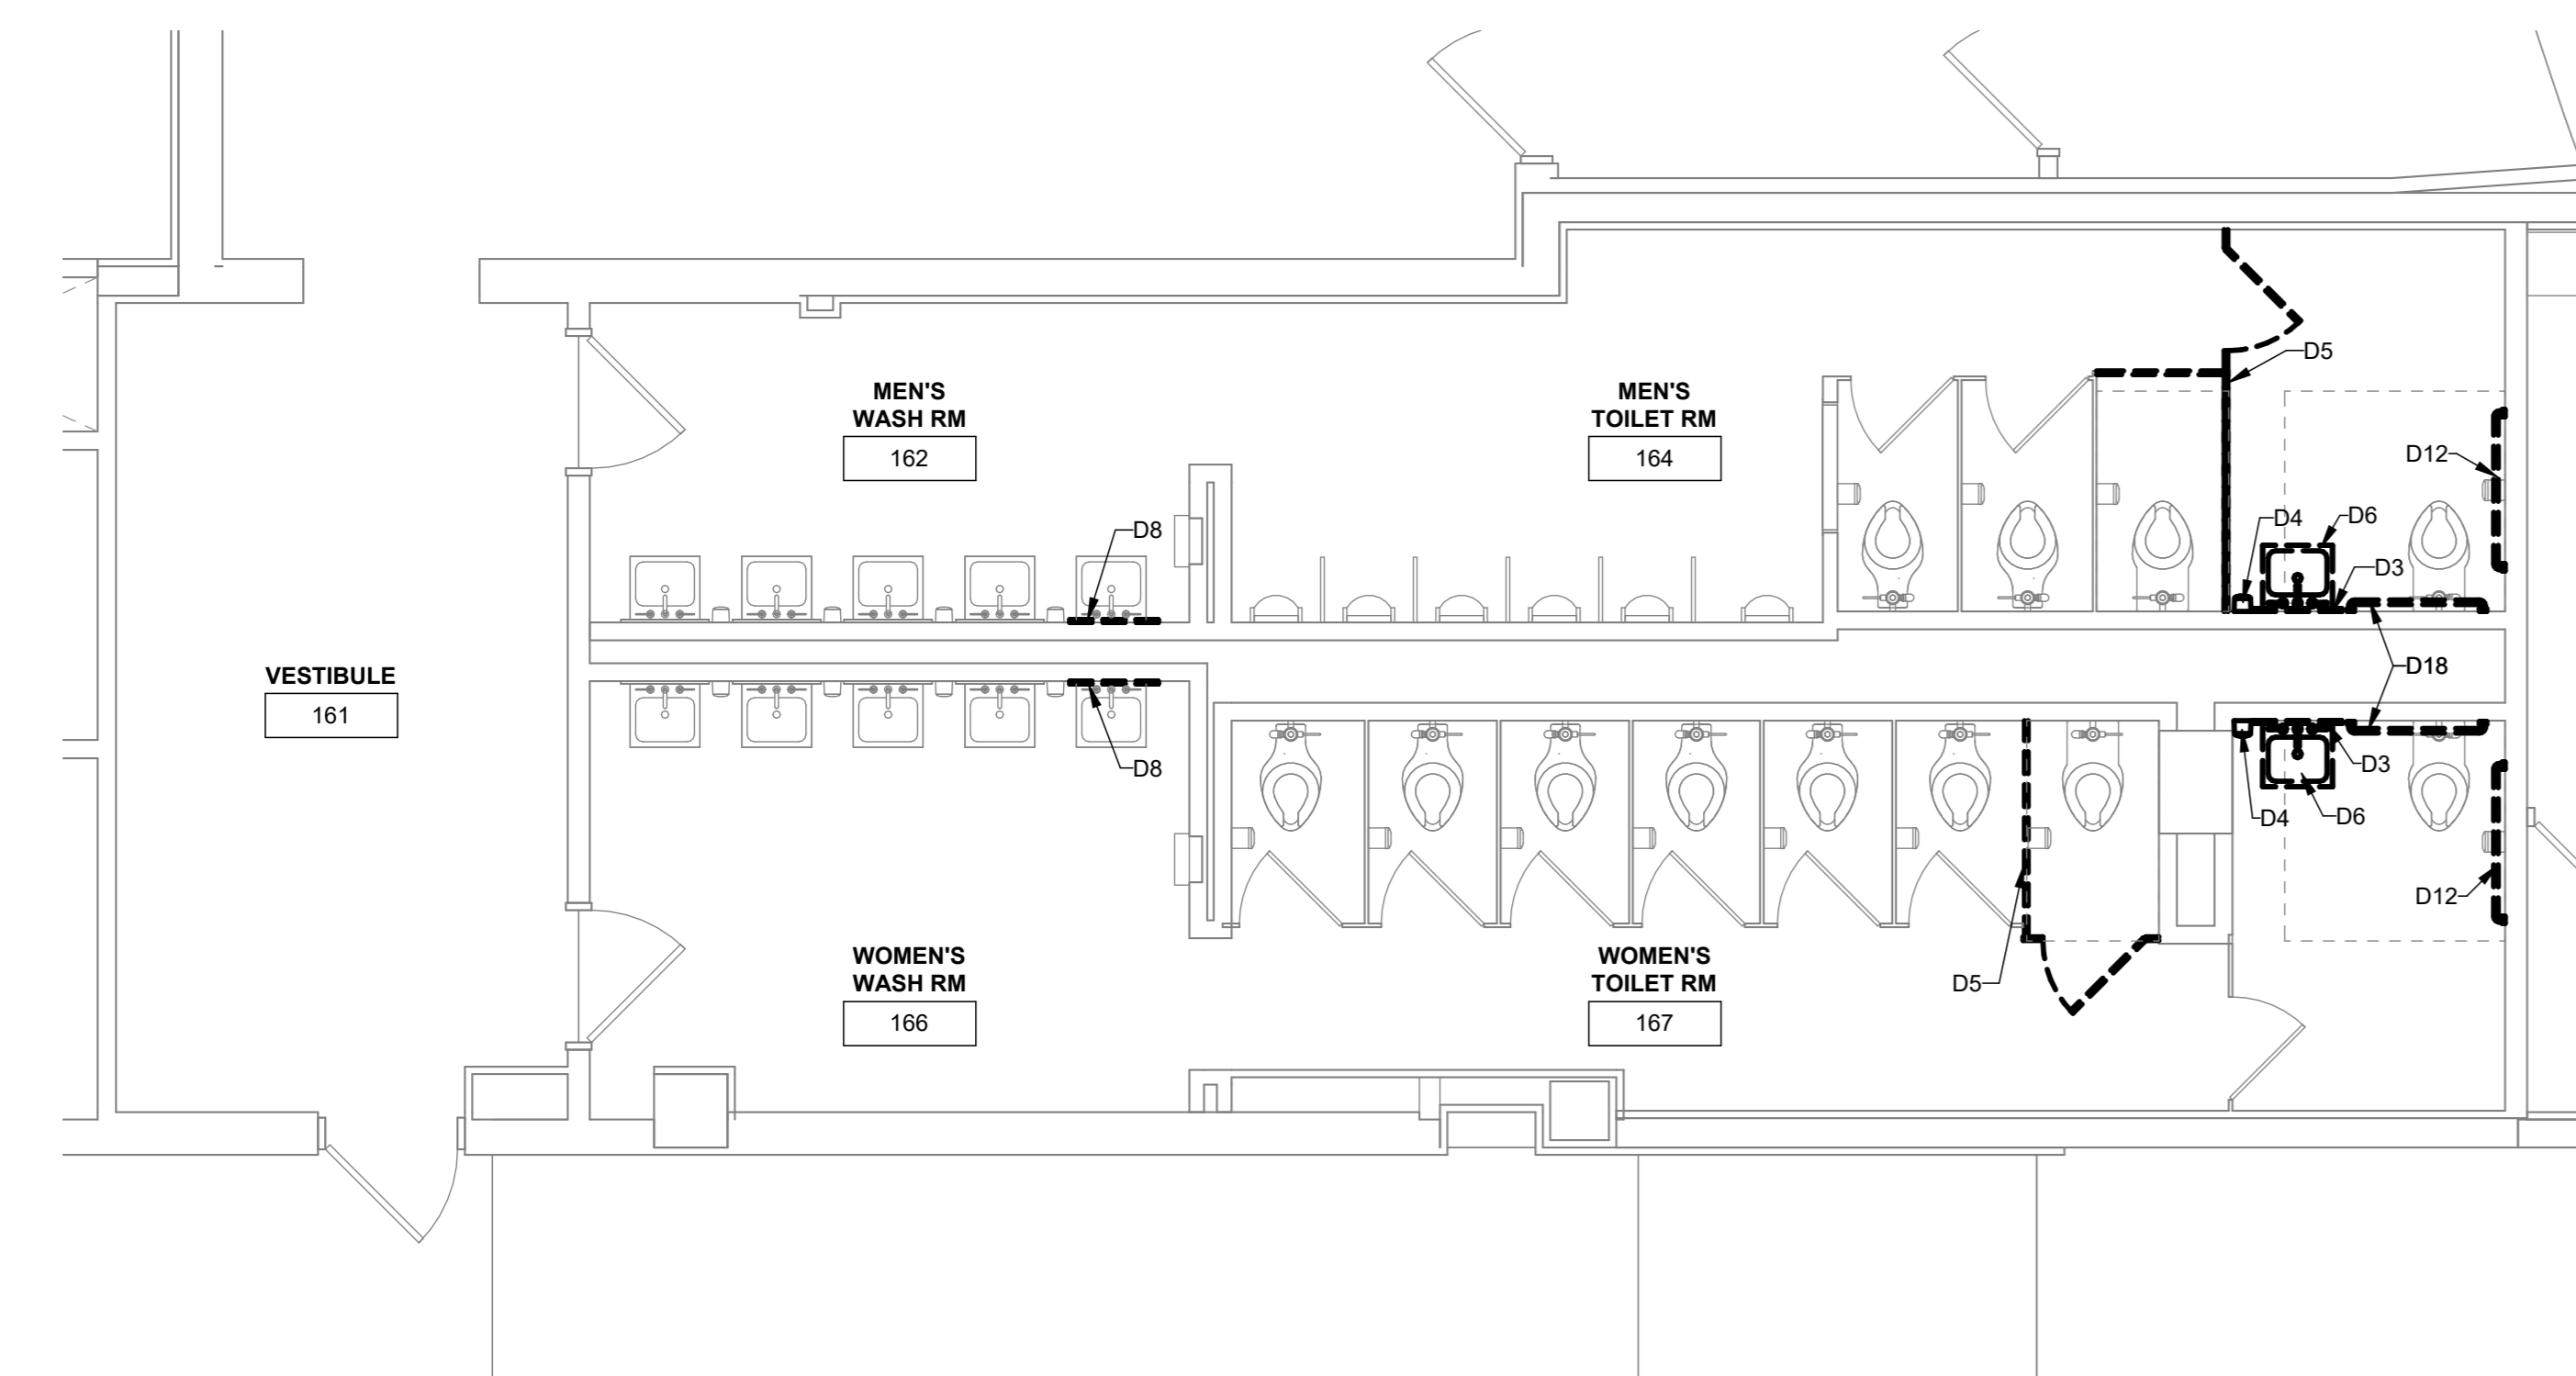 D5
MEN'S
WASH RM
162
MEN'S
TOILET RM
164
D12
D8
D4
D6
D3
VESTIBULE
161
D18
D8
D3
D4
D6
D12
WOMEN'S
WASH RM
166
WOMEN'S
TOILET RM
167
D5